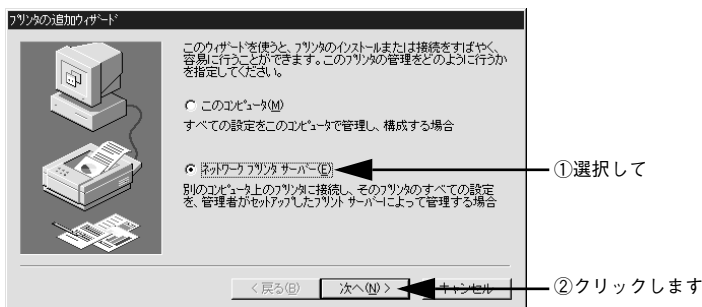 プリンタの追加ウィザード
このウィザードを使うと、プリンタのインストールまたは接続をすばやく、
容易に行うことができます。このプリンタの管理をどのように行うか
を指定してください。
このコンピュータ(M)
すべての設定をこのコンピュータで管理し、構成する場合
ネットワーク プリンタ サーバー(E)
①選択して
別のコンピュータ上のプリンタに接続し、そのプリンタのすべての設定
を、管理者がセットアップしたプリント サーバーによって管理する場合
< 戻る(B)
次へ(N) >
キャンセル
②クリックします